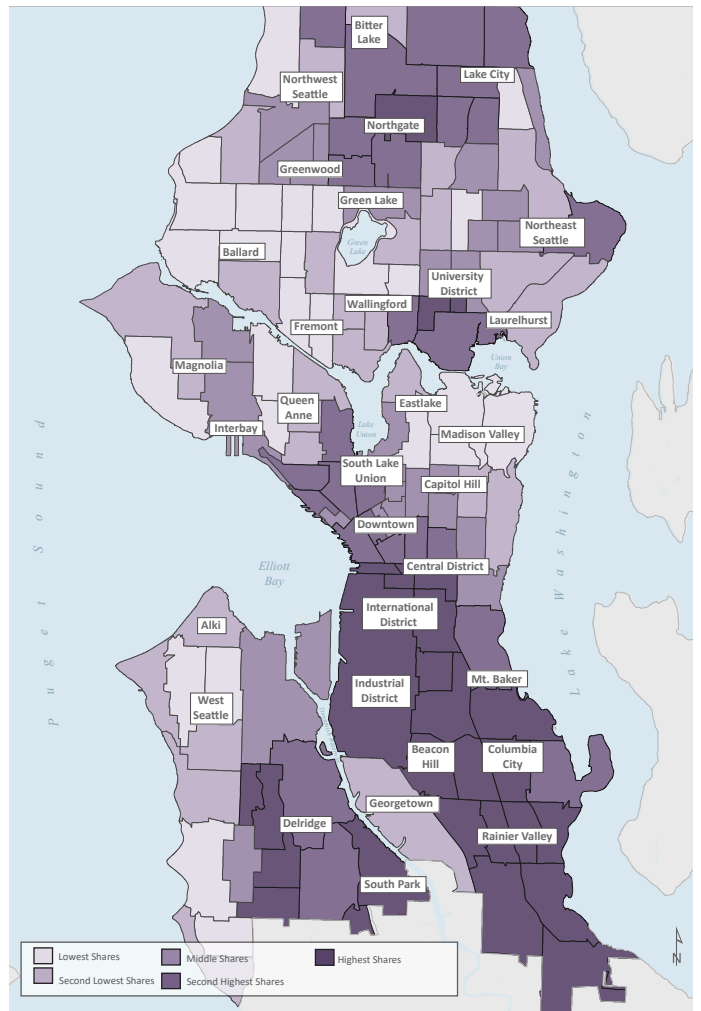 Bitter
Lake
Lake City
Northwest
Seattle
Northgate
Greenwood
Green Lake
Northeast
Seattle
Green
Lake
Ballard
University
District
Wallingford
Laurelhurst
Fremont
Union
Bay
Magnolia
Queen
Anne
Eastlake
Interbay
Lake
Union
Madison Valley
South Lake
Union
Capitol Hill
Downtown
Puget Sound
Lake Washington
Elliott
Bay
Central District
International
District
Alki
Mt. Baker
Industrial
District
West
Seattle
Beacon
Hill
Columbia
City
Georgetown
Delridge
Rainier Valley
South Park
Lowest Shares
Middle Shares
Highest Shares
Second Lowest Shares
Second Highest Shares
N